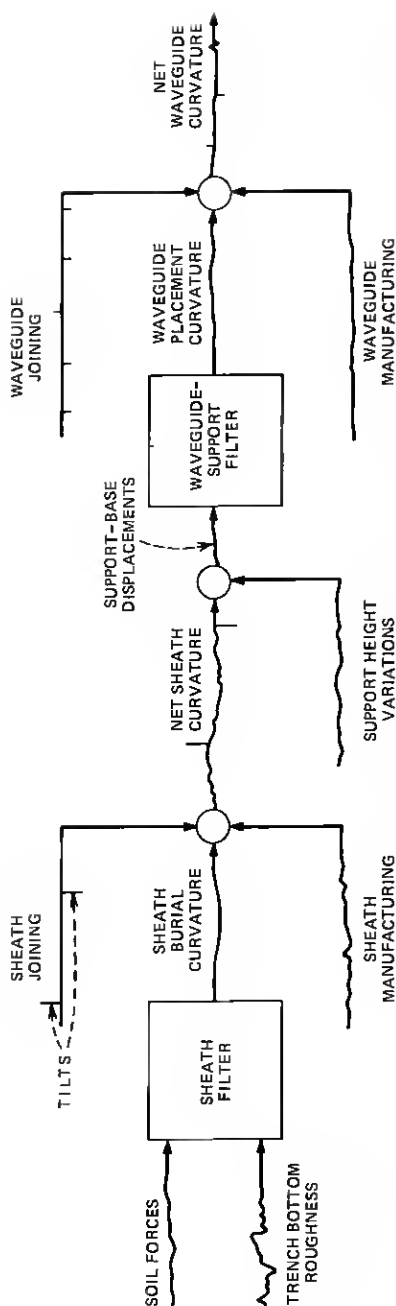 SOIL FORCES
TRENCH BOTTOM
ROUGHNESS
SHEATH
FILTER
TILTS
SHEATH
JOINING
SHEATH
BURIAL
CURVATURE
SHEATH
MANUFACTURING
NET SHEATH
CURVATURE
SUPPORT-BASE
DISPLACEMENTS
SUPPORT HEIGHT
VARIATIONS
WAVEGUIDE-
SUPPORT
FILTER
WAVEGUIDE
JOINING
WAVEGUIDE
PLACEMENT
CURVATURE
WAVEGUIDE
MANUFACTURING
NET
WAVEGUIDE
CURVATURE